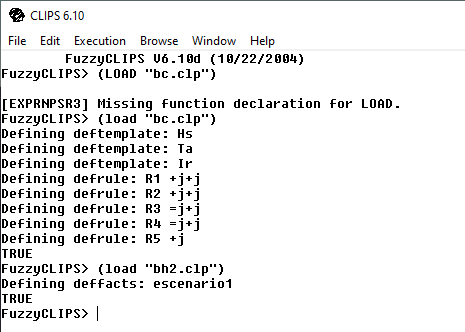 CLIPS 6.10
File Edit Execution Browse Window Help
FuzzyCLIPS V6.10d (10/22/2004)
FuzzyCLIPS> (LOAD "bc.clp")
[EXPRNPSR3] Missing function declaration for LOAD.
FuzzyCLIPS> (load "bc.clp")
Defining deftemplate: Hs
Defining deftemplate: Ta
Defining deftemplate: Ir
Defining defrule: R1 +j+j
Defining defrule: R2 +j+j
Defining defrule: R3 =j+j
Defining defrule: R4 =j+j
Defining defrule: R5 +j
TRUE
FuzzyCLIPS> (load "bh2.clp")
Defining deffacts: escenario1
TRUE
FuzzyCLIPS>